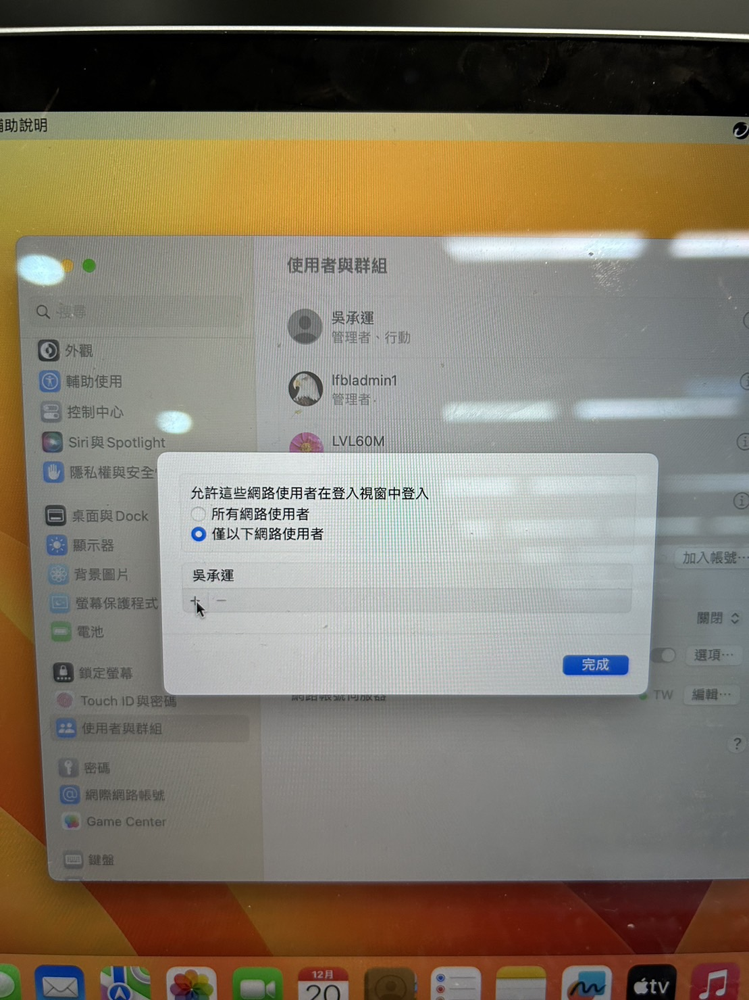 輔助說明
使用者與群組
搜尋
吳承運
管理者、行動
外觀
輔助使用
lfbladmin1
管理者
控制中心
Siri與Spotlight
LVL60M
隱私權與安全
允許這些網路使用者在登入視窗中登入
所有網路使用者
僅以下網路使用者
桌面與Dock
顯示器
加入帳號…
背景圖片
吳承運
螢幕保護程式
電池
關閉
選項…
完成
鎖定螢幕
Touch ID與密碼
網路帳號伺服器
TW
編輯…
使用者與群組
?
密碼
網際網路帳號
Game Center
鍵盤
12月
20
tv